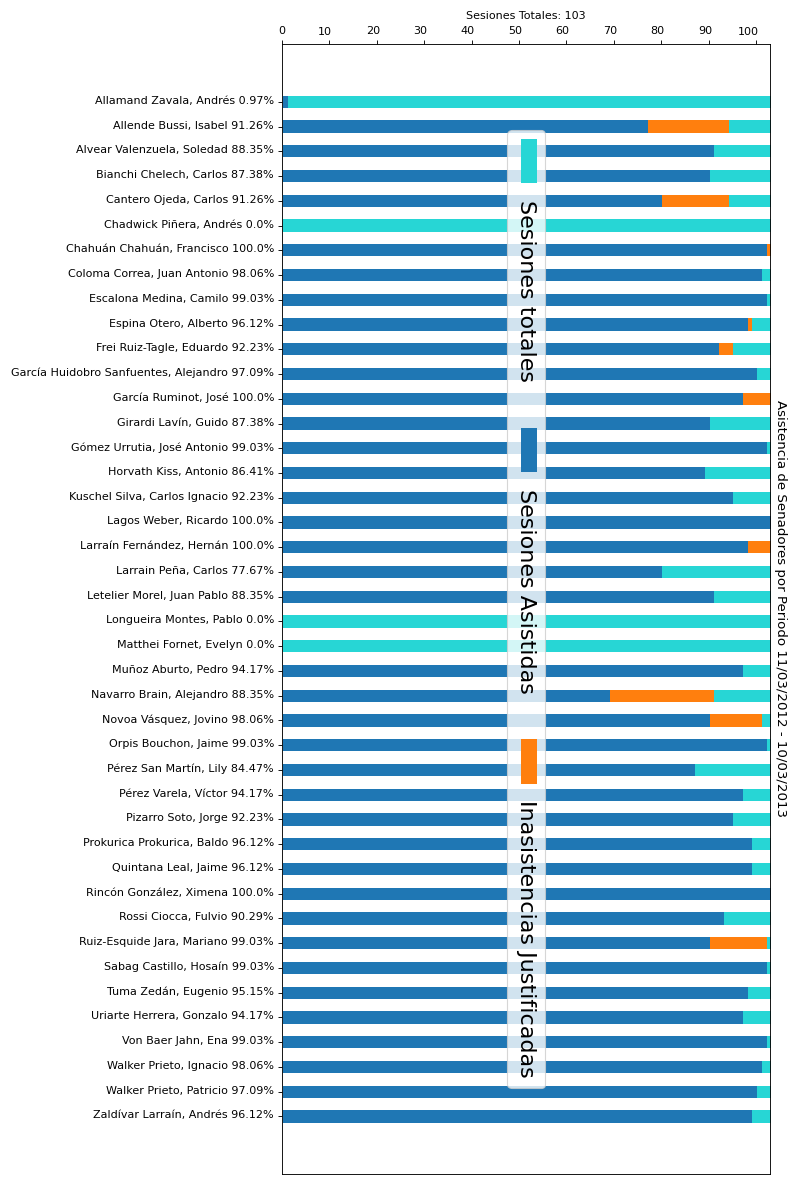 Sesiones Totales: 103
0 10 20 30 40 50 60 70 80 90 100
Allamand Zavala, Andrés 0.97%
Allende Bussi, Isabel 91.26%
Alvear Valenzuela, Soledad 88.35%
Bianchi Chelech, Carlos 87.38%
Cantero Ojeda, Carlos 91.26%
Chadwick Piñera, Andrés 0.0%
Chahuán Chahuán, Francisco 100.0%
Coloma Correa, Juan Antonio 98.06%
Escalona Medina, Camilo 99.03%
Espina Otero, Alberto 96.12%
Frei Ruiz-Tagle, Eduardo 92.23%
García Huidobro Sanfuentes, Alejandro 97.09%
García Ruminot, José 100.0%
Girardi Lavín, Guido 87.38%
Gómez Urrutia, José Antonio 99.03%
Horvath Kiss, Antonio 86.41%
Kuschel Silva, Carlos Ignacio 92.23%
Lagos Weber, Ricardo 100.0%
Larraín Fernández, Hernán 100.0%
Larrain Peña, Carlos 77.67%
Letelier Morel, Juan Pablo 88.35%
Longueira Montes, Pablo 0.0%
Matthei Fornet, Evelyn 0.0%
Muñoz Aburto, Pedro 94.17%
Navarro Brain, Alejandro 88.35%
Novoa Vásquez, Jovino 98.06%
Orpis Bouchon, Jaime 99.03%
Pérez San Martín, Lily 84.47%
Pérez Varela, Víctor 94.17%
Pizarro Soto, Jorge 92.23%
Prokurica Prokurica, Baldo 96.12%
Quintana Leal, Jaime 96.12%
Rincón González, Ximena 100.0%
Rossi Ciocca, Fulvio 90.29%
Ruiz-Esquide Jara, Mariano 99.03%
Sabag Castillo, Hosaín 99.03%
Tuma Zedán, Eugenio 95.15%
Uriarte Herrera, Gonzalo 94.17%
Von Baer Jahn, Ena 99.03%
Walker Prieto, Ignacio 98.06%
Walker Prieto, Patricio 97.09%
Zaldívar Larraín, Andrés 96.12%
Sesiones totales
Sesiones Asistidas
Inasistencias Justificadas
Asistencia de Senadores por Periodo 11/03/2012 - 10/03/2013